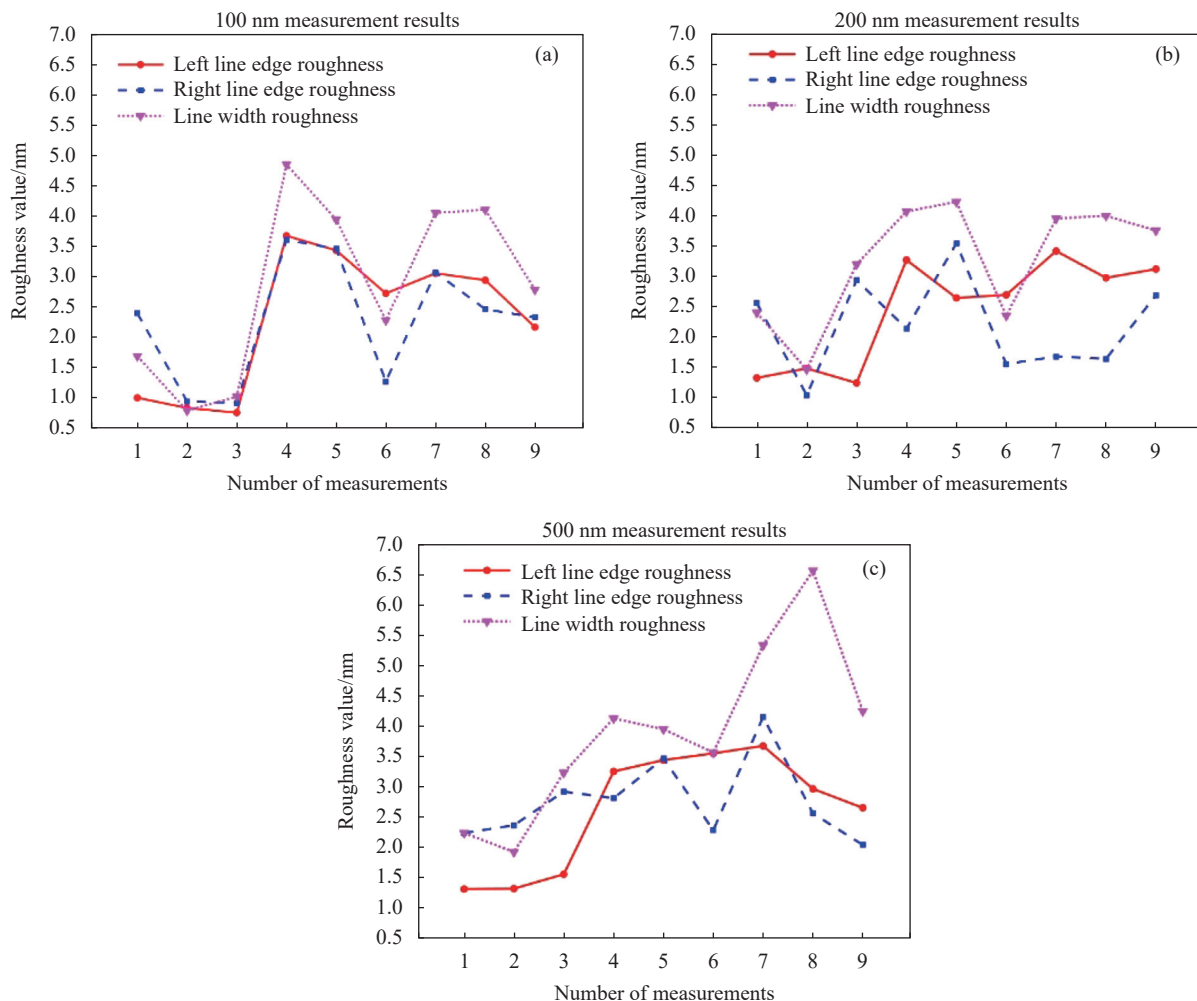 100 nm measurement results
7.0
6.5
6.0
5.5
5.0
4.5
4.0
3.5
3.0
2.5
2.0
1.5
1.0
0.5
Roughness value/nm
(a)
Left line edge roughness
Right line edge roughness
Line width roughness
1 2 3 4 5 6 7 8 9
Number of measurements
200 nm measurement results
7.0
6.5
6.0
5.5
5.0
4.5
4.0
3.5
3.0
2.5
2.0
1.5
1.0
0.5
Roughness value/nm
(b)
Left line edge roughness
Right line edge roughness
Line width roughness
1 2 3 4 5 6 7 8 9
Number of measurements
500 nm measurement results
7.0
6.5
6.0
5.5
5.0
4.5
4.0
3.5
3.0
2.5
2.0
1.5
1.0
0.5
Roughness value/nm
(c)
Left line edge roughness
Right line edge roughness
Line width roughness
1 2 3 4 5 6 7 8 9
Number of measurements